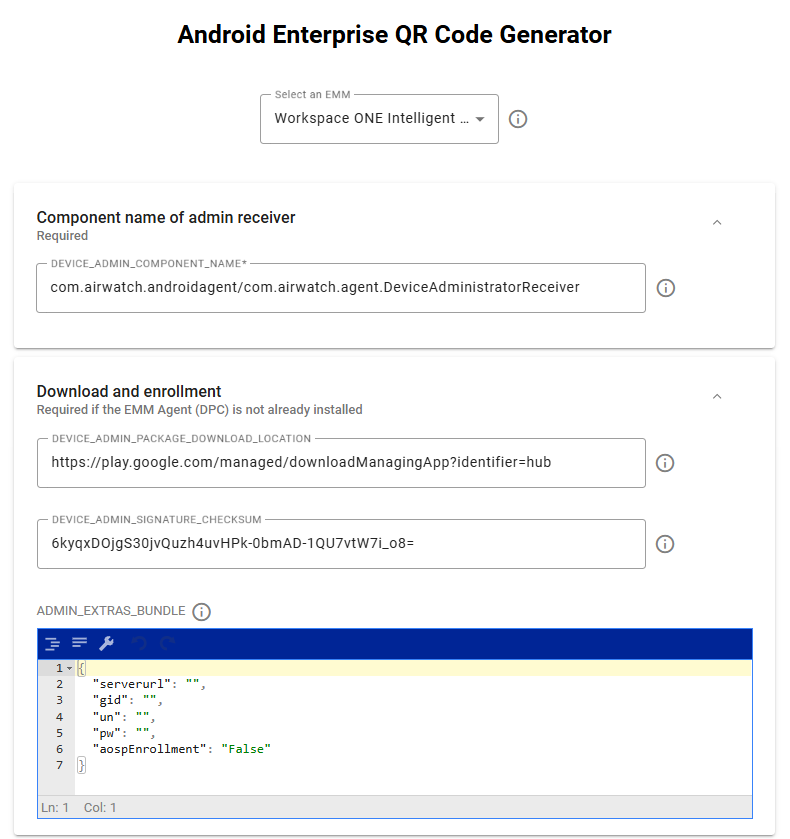 Android Enterprise QR Code Generator
Select an EMM
Workspace ONE Intelligent ...
Component name of admin receiver
Required
DEVICE_ADMIN_COMPONENT_NAME*
com.airwatch.androidagent/com.airwatch.agent.DeviceAdministratorReceiver
Download and enrollment
Required if the EMM Agent (DPC) is not already installed
DEVICE_ADMIN_PACKAGE_DOWNLOAD_LOCATION
https://play.google.com/managed/downloadManagingApp?identifier=hub
DEVICE_ADMIN_SIGNATURE_CHECKSUM
6kyqxDOjgS30jvQuzh4uvHPk-0bmAD-1QU7vtW7i_o8=
ADMIN_EXTRAS_BUNDLE
1 {
2 "serverurl": "",
3 "gid": "",
4 "un": "",
5 "pw": "",
6 "aospEnrollment": "False"
7 }
Ln: 1 Col: 1